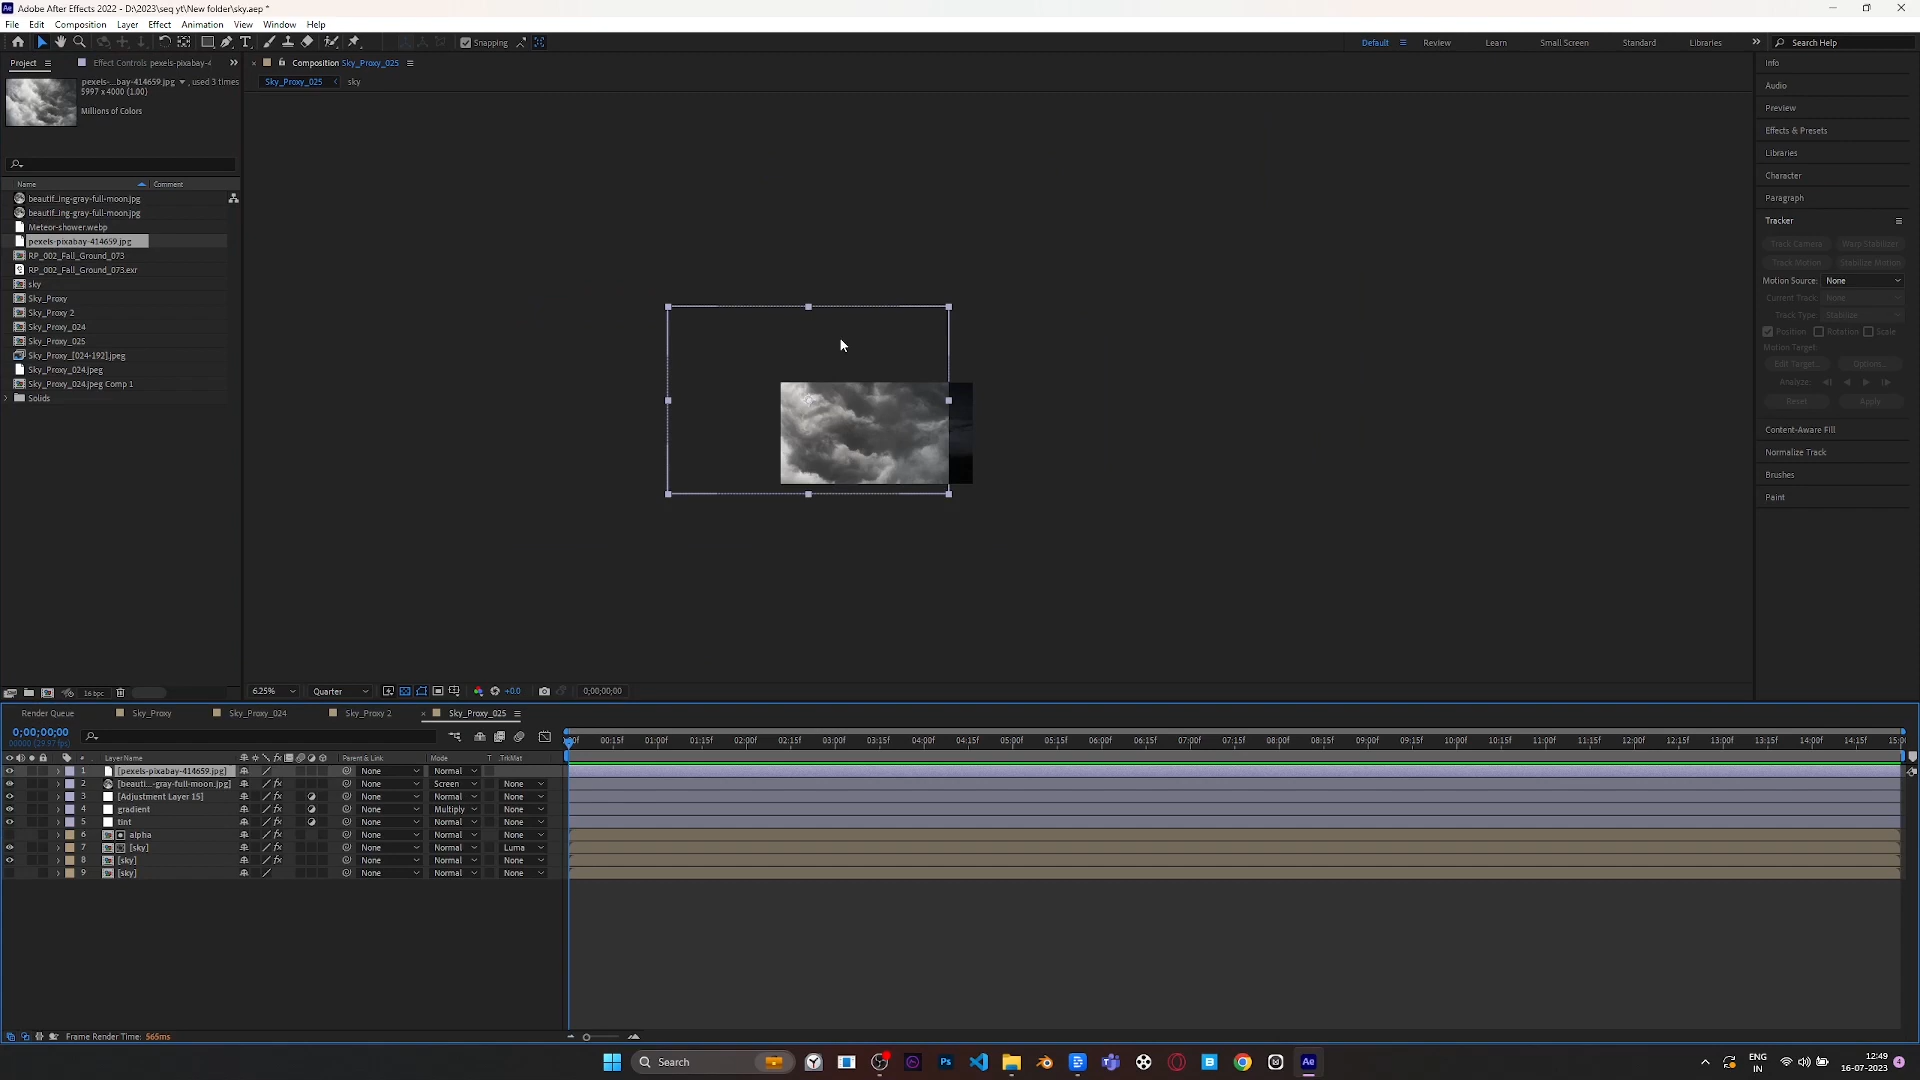 Adobe After Effects 2022 - D:\2023\seq yt\New folder\sky.aep *
File Edit Composition Layer Effect Animation View Window Help
Snapping
Default Review Learn Small Screen Standard Libraries Search Help
Project Effect Controls pexels-pixabay-4
Composition Sky_Proxy_025
Sky_Proxy_025 sky
pexels-...bay-414659.jpg , used 3 times
5997 x 4000 (1.00)
Millions of Colors
Name Comment
beautif...ing-gray-full-moon.jpg
beautif...ing-gray-full-moon.jpg
Meteor-shower.webp
pexels-pixabay-414659.jpg
RP_002_Fall_Ground_073
RP_002_Fall_Ground_073.exr
sky
Sky_Proxy
Sky_Proxy 2
Sky_Proxy_024
Sky_Proxy_025
Sky_Proxy_[024-192].jpeg
Sky_Proxy_024.jpeg
Sky_Proxy_024.jpeg Comp 1
Solids
Info
Audio
Preview
Effects & Presets
Libraries
Character
Paragraph
Tracker
Track Camera Warp Stabilizer
Track Motion Stabilize Motion
Motion Source: None
Current Track: None
Track Type: Stabilize
Position Rotation Scale
Motion Target:
Edit Target... Options...
Analyze:
Reset Apply
Content-Aware Fill
Normalize Track
Brushes
Paint
16 bpc
6.25% Quarter +0.0 0;00;00;00
Render Queue Sky_Proxy Sky_Proxy_024 Sky_Proxy 2 Sky_Proxy_025
0;00;00;00
00000 (29.97 fps)
00:15f 01:00f 01:15f 02:00f 02:15f 03:00f 03:15f 04:00f 04:15f 05:00f 05:15f 06:00f 06:15f 07:00f 07:15f 08:00f 08:15f 09:00f 09:15f 10:00f 10:15f 11:00f 11:15f 12:00f 12:15f 13:00f 13:15f 14:00f 14:15f
# Layer Name Parent & Link Mode T .TrkMat
1 [pexels-pixabay-414659.jpg] None Normal
2 [beauti...-gray-full-moon.jpg] None Screen None
3 [Adjustment Layer 15] None Normal None
4 gradient None Multiply None
5 tint None Normal None
6 alpha None Normal None
7 [sky] None Normal Luma
8 [sky] None Normal None
9 [sky] None Normal None
Frame Render Time: 565ms
Search
ENG
IN
12:49
16-07-2023
4